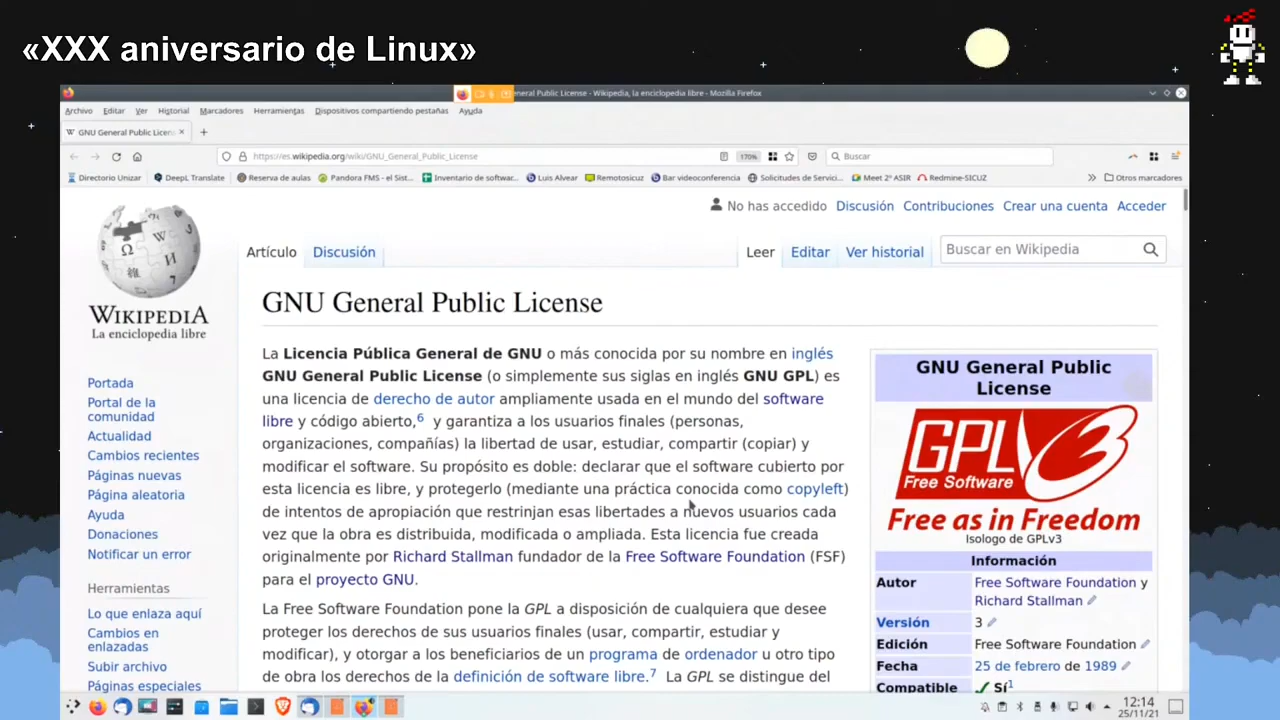 «XXX aniversario de Linux»
eneral Public License - Wikipedia, la enciclopedia libre - Mozilla Firefox
Archivo Editar Ver Historial Marcadores Herramientas Dispositivos compartiendo pestañas Ayuda
GNU General Public Licens
https://es.wikipedia.org/wiki/GNU_General_Public_License 170% Buscar
Directorio Unizar DeepL Translate Reserva de aulas Pandora FMS - el Sist... Inventario de softwar... Luis Alvear Remotosicuz Bar videoconferencia Solicitudes de Servici... Meet 2º ASIR Redmine-SICUZ Otros marcadores
No has accedido Discusión Contribuciones Crear una cuenta Acceder
Artículo Discusión Leer Editar Ver historial Buscar en Wikipedia
WIKIPEDIA
La enciclopedia libre
Portada
Portal de la
comunidad
Actualidad
Cambios recientes
Páginas nuevas
Página aleatoria
Ayuda
Donaciones
Notificar un error
Herramientas
Lo que enlaza aquí
Cambios en
enlazadas
Subir archivo
Páginas especiales
GNU General Public License
La Licencia Pública General de GNU o más conocida por su nombre en inglés
GNU General Public License (o simplemente sus siglas en inglés GNU GPL) es
una licencia de derecho de autor ampliamente usada en el mundo del software
libre y código abierto,6 y garantiza a los usuarios finales (personas,
organizaciones, compañías) la libertad de usar, estudiar, compartir (copiar) y
modificar el software. Su propósito es doble: declarar que el software cubierto por
esta licencia es libre, y protegerlo (mediante una práctica conocida como copyleft)
de intentos de apropiación que restrinjan esas libertades a nuevos usuarios cada
vez que la obra es distribuida, modificada o ampliada. Esta licencia fue creada
originalmente por Richard Stallman fundador de la Free Software Foundation (FSF)
para el proyecto GNU.
La Free Software Foundation pone la GPL a disposición de cualquiera que desee
proteger los derechos de sus usuarios finales (usar, compartir, estudiar y
modificar), y otorgar a los beneficiarios de un programa de ordenador u otro tipo
de obra los derechos de la definición de software libre.7 La GPL se distingue del
GNU General Public
License
GPLv3
Free Software
Free as in Freedom
Isologo de GPLv3
Información
Autor Free Software Foundation y
Richard Stallman
Versión 3
Edición Free Software Foundation
Fecha 25 de febrero de 1989
Compatible Sí1
12:14
25/11/21